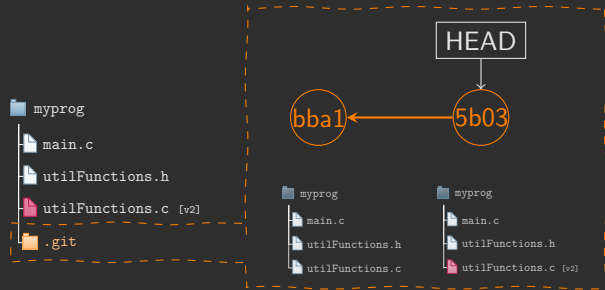 HEAD
bba1
5b03
myprog
main.c
utilFunctions.h
utilFunctions.c [v2]
.git
myprog
main.c
utilFunctions.h
utilFunctions.c
myprog
main.c
utilFunctions.h
utilFunctions.c [v2]